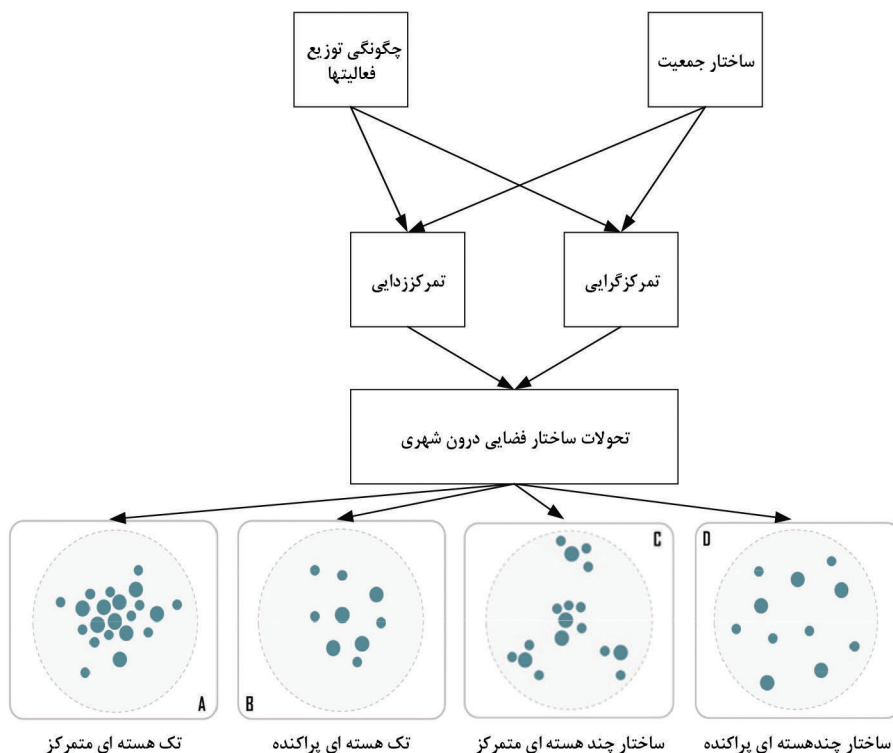 ساختار جمعیت
چگونگی توزیع
فعالیتها
تمرکزگرایی
تمرکززدایی
تحولات ساختار فضایی درون شهری
D
C
B
A
ساختار چندهسته ای پراکنده
ساختار چند هسته ای متمرکز
تک هسته ای پراکنده
تک هسته ای متمرکز